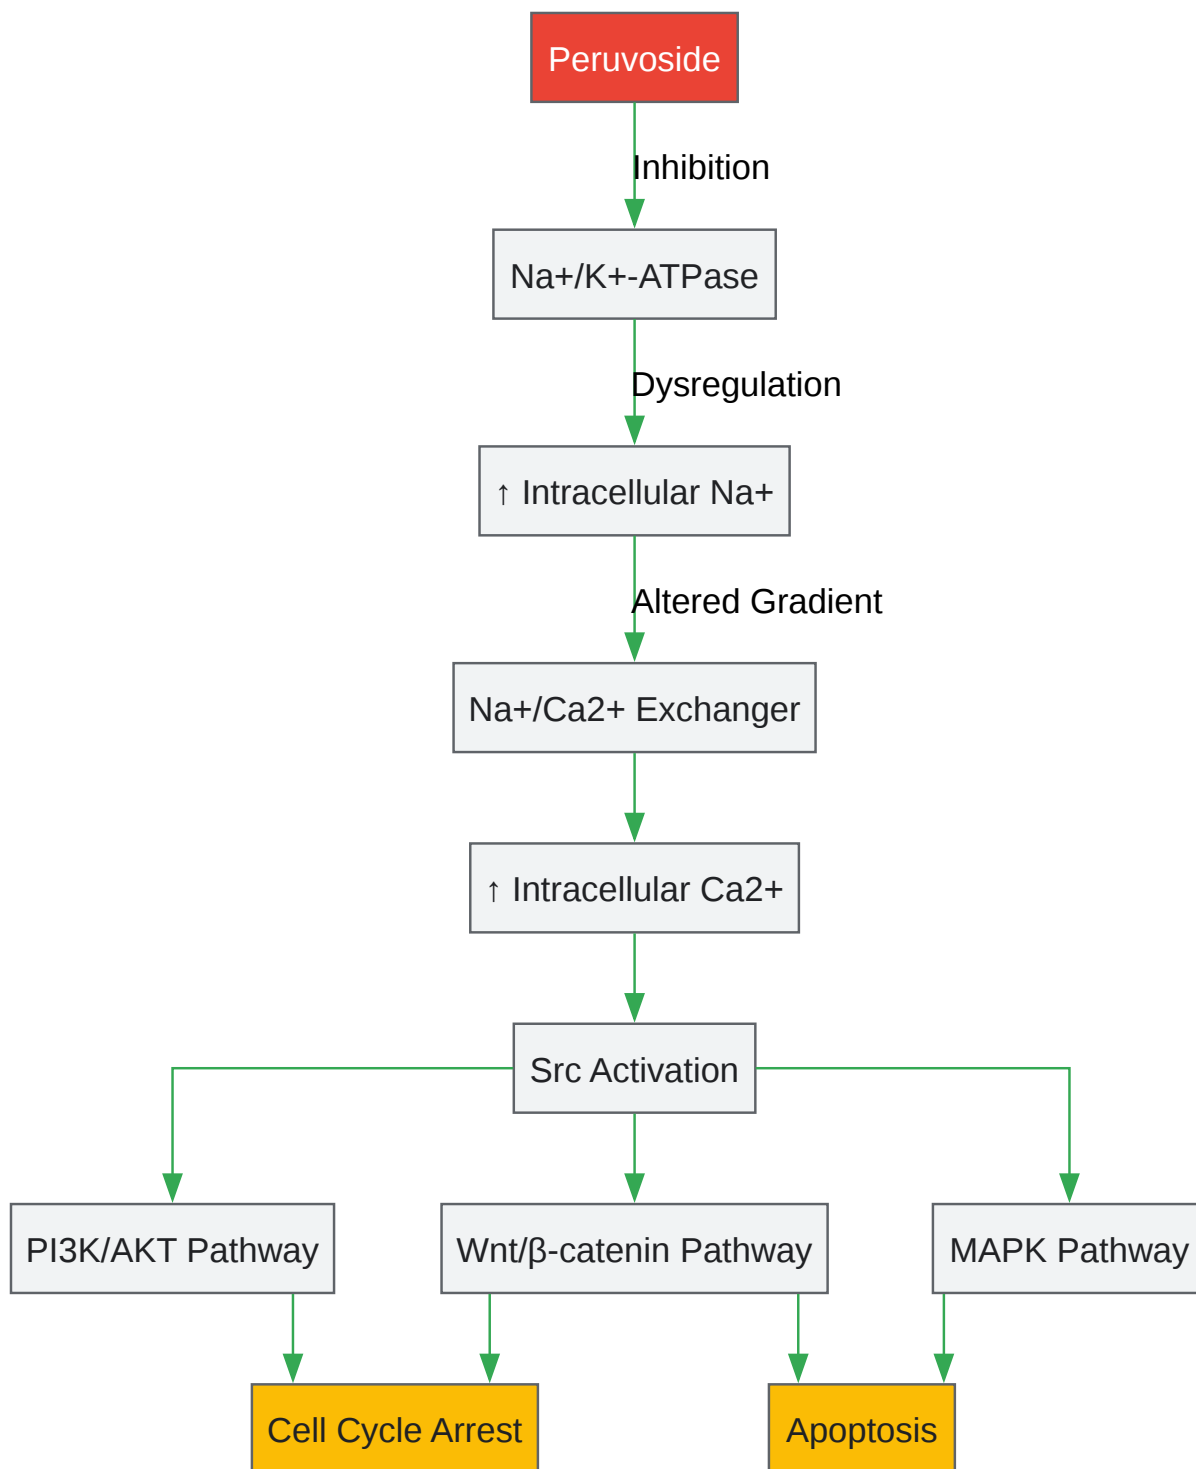 Peruvoside
Inhibition
Na+/K+-ATPase
Dysregulation
↑ Intracellular Na+
Altered Gradient
Na+/Ca2+ Exchanger
↑ Intracellular Ca2+
Src Activation
PI3K/AKT Pathway
Wnt/β-catenin Pathway
MAPK Pathway
Cell Cycle Arrest
Apoptosis